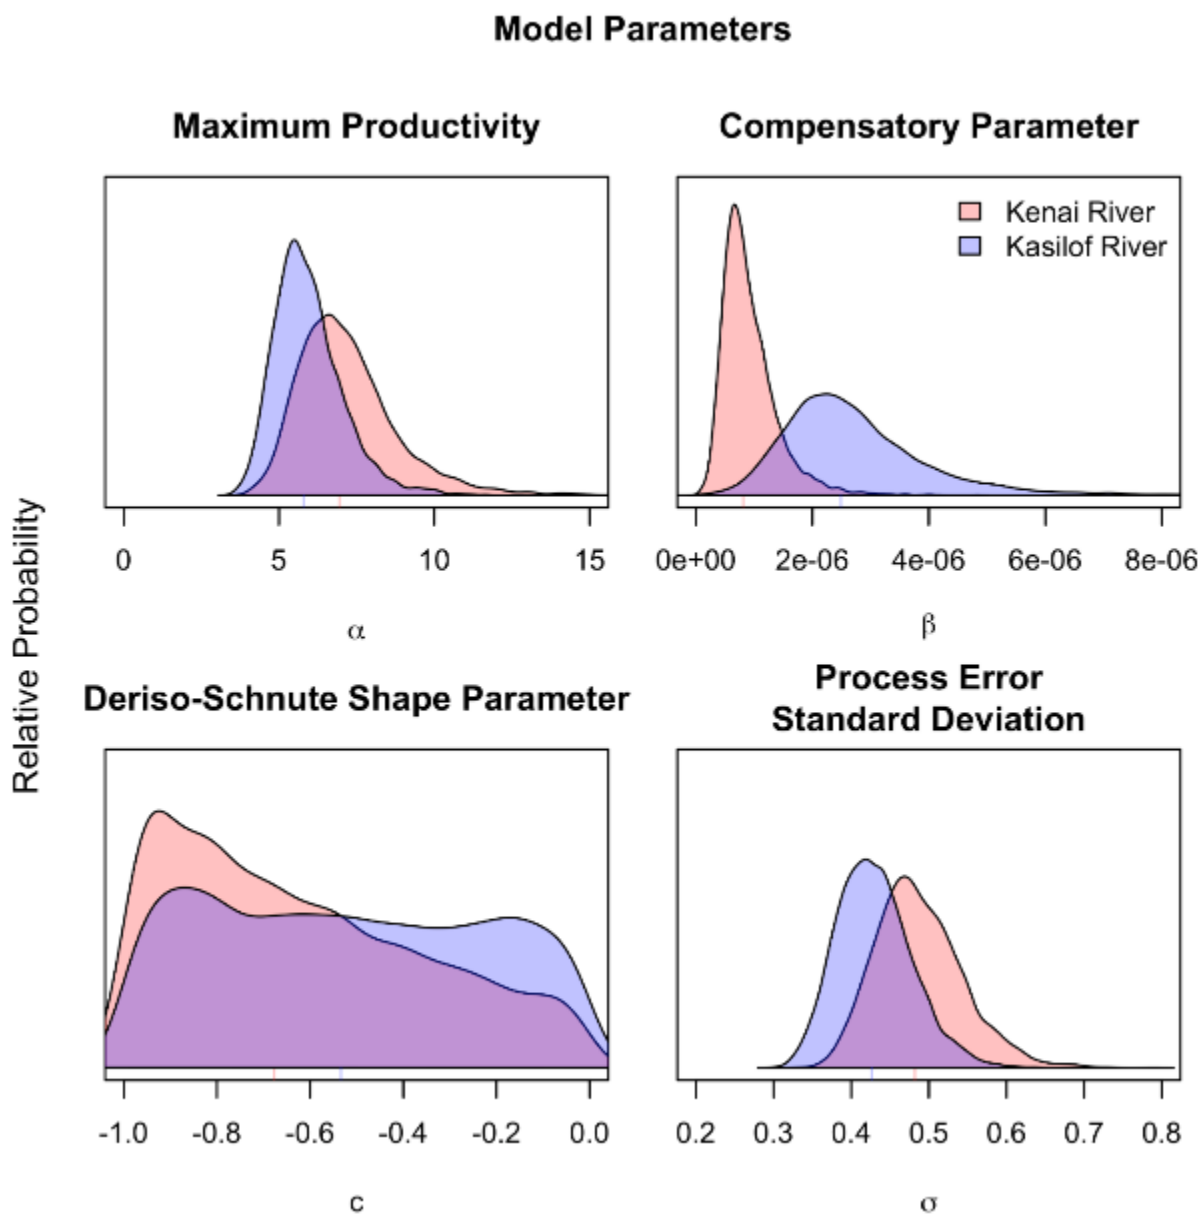 Model Parameters
Maximum Productivity
Compensatory Parameter
Kenai River
Kasilof River
0 5 10 15
0e+00 2e-06 4e-06 6e-06 8e-06
α
β
Relative Probability
Deriso-Schnute Shape Parameter
Process Error
Standard Deviation
-1.0 -0.8 -0.6 -0.4 -0.2 0.0
0.2 0.3 0.4 0.5 0.6 0.7 0.8
c
σ